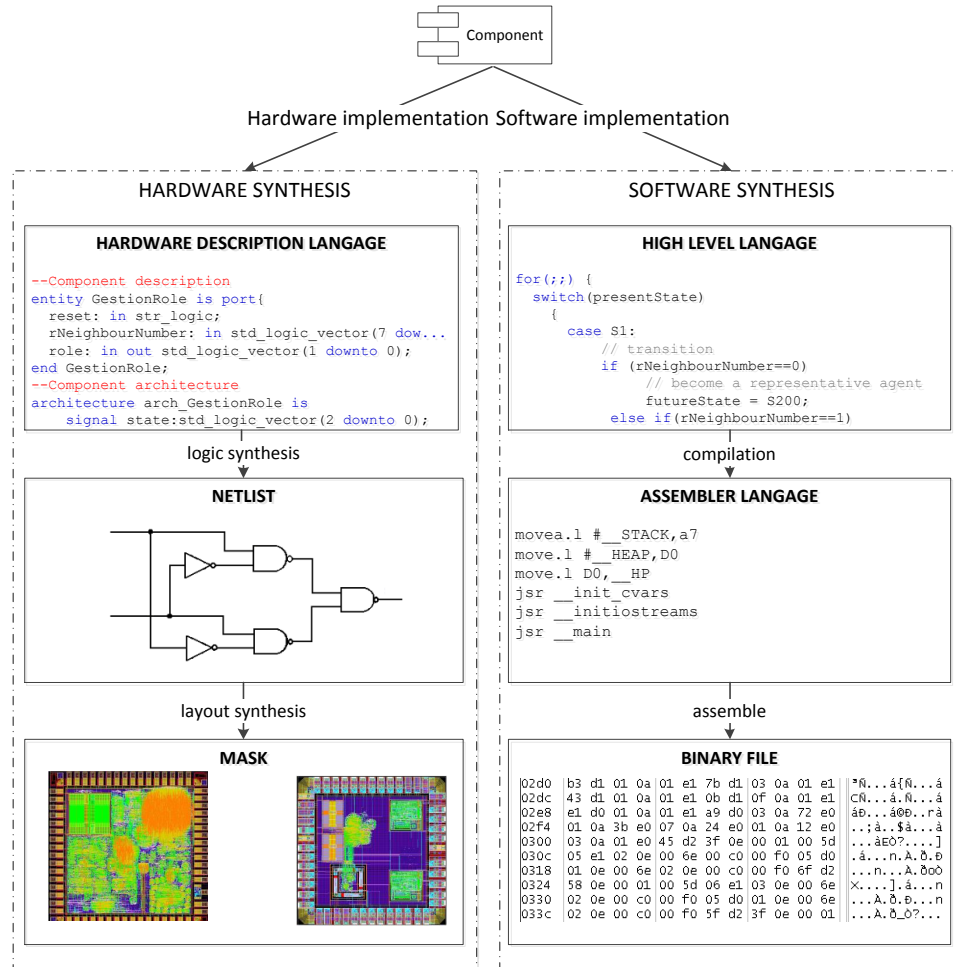 Component
Hardware implementation Software implementation
HARDWARE SYNTHESIS
HARDWARE DESCRIPTION LANGAGE
--Component description
entity GestionRole is port{
reset: in str_logic;
rNeighbourNumber: in std_logic_vector(7 dow...
role: in out std_logic_vector(1 downto 0);
end GestionRole;
--Component architecture
architecture arch_GestionRole is
signal state:std_logic_vector(2 downto 0);
logic synthesis
NETLIST
layout synthesis
MASK
SOFTWARE SYNTHESIS
HIGH LEVEL LANGAGE
for(;;) {
switch(presentState)
{
case S1:
// transition
if (rNeighbourNumber==0)
// become a representative agent
futureState = S200;
else if(rNeighbourNumber==1)
compilation
ASSEMBLER LANGAGE
movea.l #__STACK,a7
move.l #__HEAP,D0
move.l D0,__HP
jsr __init_cvars
jsr __initiostreams
jsr __main
assemble
BINARY FILE
02d0 b3 d1 01 0a 01 e1 7b d1 03 0a 01 e1 ³Ñ...á{Ñ...á
02dc 43 d1 01 0a 01 e1 0b d1 0f 0a 01 e1 CÑ...á.Ñ...á
02e8 e1 d0 01 0a 01 e1 a9 d0 03 0a 72 e0 áÐ...á©Ð..rà
02f4 01 0a 3b e0 07 0a 24 e0 01 0a 12 e0 ..;à..$à...à
0300 03 0a 01 e0 45 d2 3f 0e 00 01 00 5d ...àEÒ?....]
030c 05 e1 02 0e 00 6e 00 c0 00 f0 05 d0 .á...n.À.ð.Ð
0318 01 0e 00 6e 02 0e 00 c0 00 f0 6f d2 ...n...À.ðoÒ
0324 58 0e 00 01 00 5d 06 e1 03 0e 00 6e X....].á...n
0330 02 0e 00 c0 00 f0 05 d0 01 0e 00 6e ...À.ð.Ð...n
033c 02 0e 00 c0 00 f0 5f d2 3f 0e 00 01 ...À.ð_Ò?...